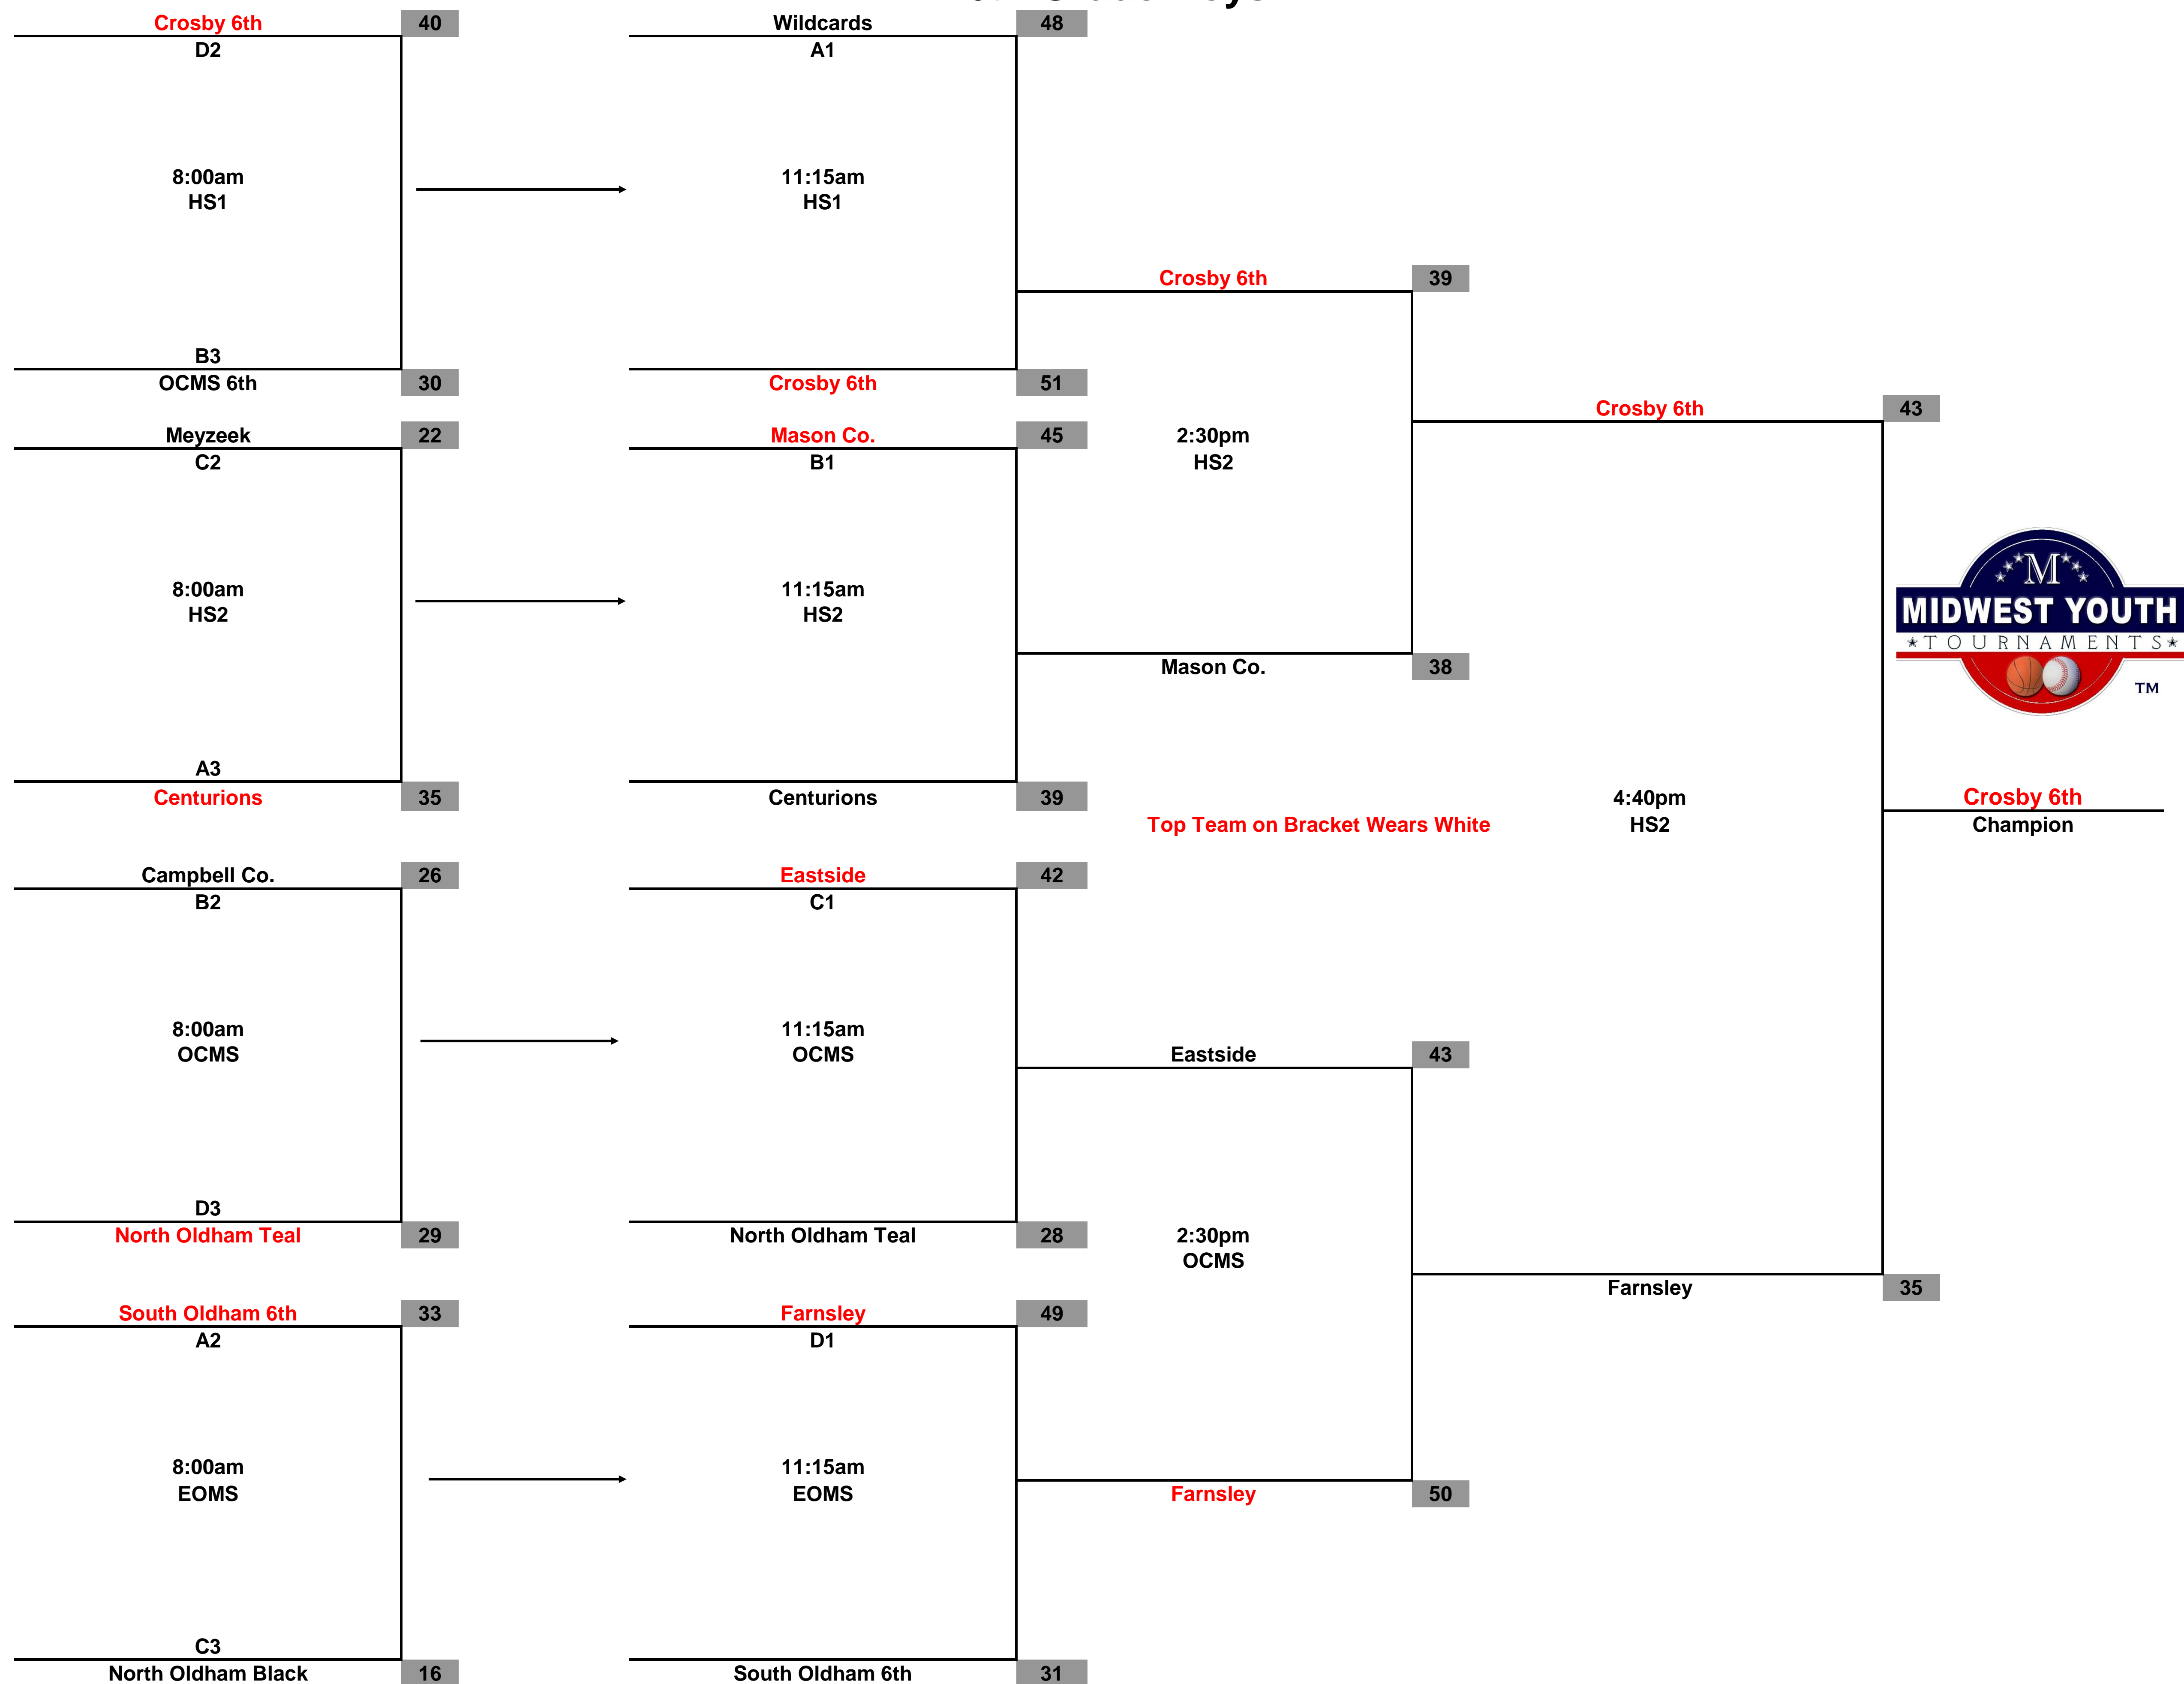 Crosby 6th 40
D2
8:00am
HS1
B3
OCMS 6th 30
Meyzeek 22
C2
8:00am
HS2
A3
Centurions 35
Campbell Co. 26
B2
8:00am
OCMS
D3
North Oldham Teal 29
South Oldham 6th 33
A2
8:00am
EOMS
C3
North Oldham Black 16
Wildcards 48
A1
11:15am
HS1
Crosby 6th 51
Mason Co. 45
B1
11:15am
HS2
Centurions 39
Eastside 42
C1
11:15am
OCMS
North Oldham Teal 28
Farnsley 49
D1
11:15am
EOMS
South Oldham 6th 31
Crosby 6th 39
2:30pm
HS2
Mason Co. 38
Top Team on Bracket Wears White
Eastside 43
2:30pm
OCMS
Farnsley 50
Crosby 6th 43
4:40pm
HS2
Farnsley 35
M
MIDWEST YOUTH
TOURNAMENTS
TM
Crosby 6th
Champion